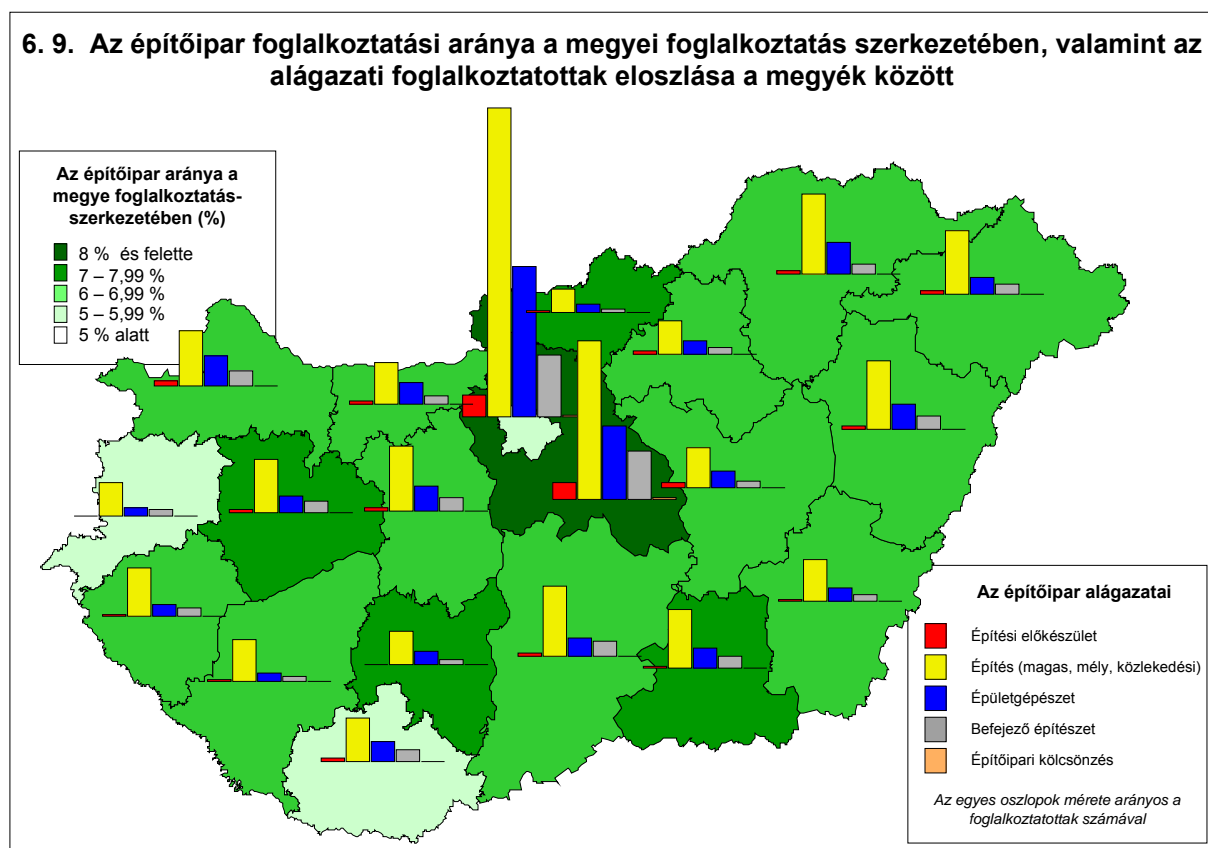 6. 9. Az építőipar foglalkoztatási aránya a megyei foglalkoztatás szerkezetében, valamint az
alágazati foglalkoztatottak eloszlása a megyék között
Az építőipar aránya a
megye foglalkoztatás-
szerkezetében (%)
8 % és felette
7 – 7,99 %
6 – 6,99 %
5 – 5,99 %
5 % alatt
Az építőipar alágazatai
Építési előkészület
Építés (magas, mély, közlekedési)
Épületgépészet
Befejező építészet
Építőipari kölcsönzés
Az egyes oszlopok mérete arányos a
foglalkoztatottak számával